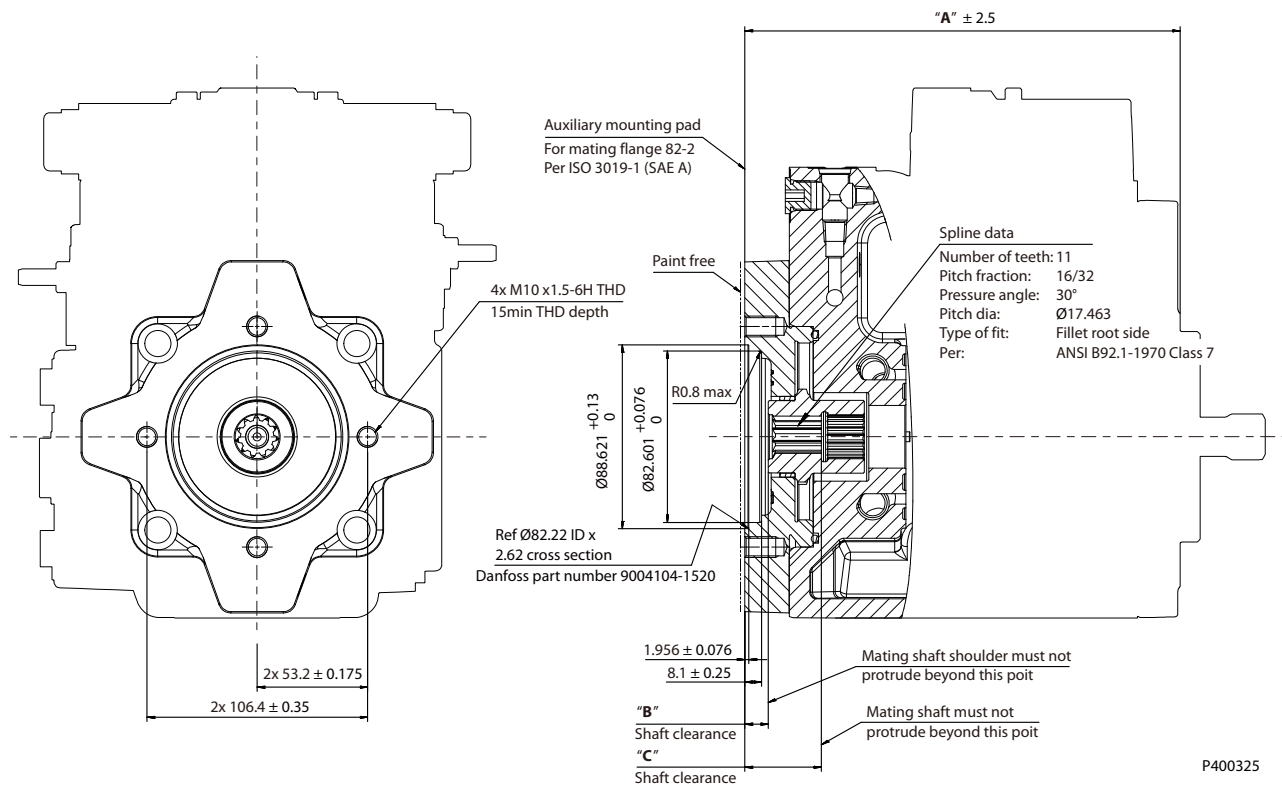 “A” ± 2.5
Auxiliary mounting pad
For mating flange 82-2
Per ISO 3019-1 (SAE A)
Spline data
Number of teeth: 11
Pitch fraction: 16/32
Pressure angle: 30°
Pitch dia: Ø17.463
Type of fit: Fillet root side
Per: ANSI B92.1-1970 Class 7
Paint free
4x M10 x1.5-6H THD
15min THD depth
R0.8 max
Ø88.621 +0.13 0
Ø82.601 +0.076 0
Ref Ø82.22 ID x
2.62 cross section
Danfoss part number 9004104-1520
1.956 ± 0.076
8.1 ± 0.25
2x 53.2 ± 0.175
2x 106.4 ± 0.35
Mating shaft shoulder must not
protrude beyond this poit
“B”
Shaft clearance
Mating shaft must not
protrude beyond this poit
“C”
Shaft clearance
P400325